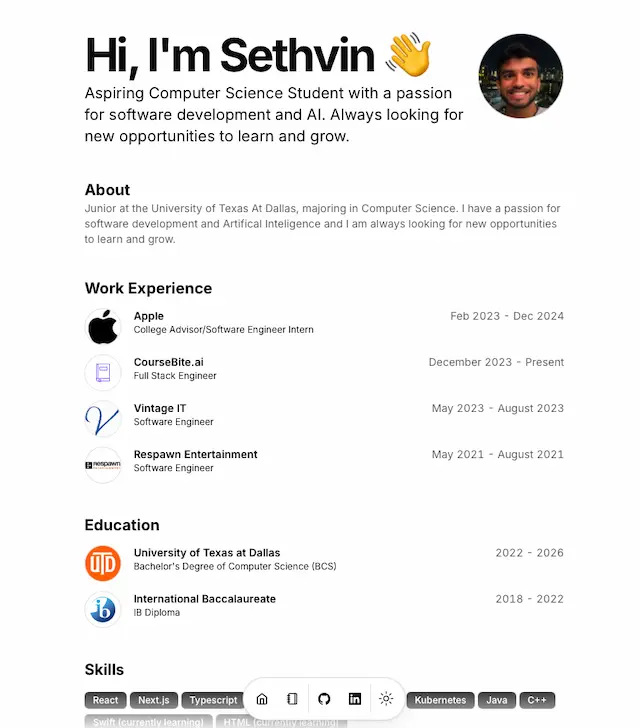 Hi, I'm Sethvin 👋
Aspiring Computer Science Student with a passion
for software development and AI. Always looking for
new opportunities to learn and grow.
About
Junior at the University of Texas At Dallas, majoring in Computer Science. I have a passion for
software development and Artifical Inteligence and I am always looking for new opportunities
to learn and grow.
Work Experience
Apple Feb 2023 - Dec 2024
College Advisor/Software Engineer Intern
CourseBite.ai December 2023 - Present
Full Stack Engineer
Vintage IT May 2023 - August 2023
Software Engineer
Respawn Entertainment May 2021 - August 2021
Software Engineer
Respawn
Education
University of Texas at Dallas 2022 - 2026
Bachelor's Degree of Computer Science (BCS)
UTD
International Baccalaureate 2018 - 2022
IB Diploma
ib
Skills
React Next.js Typescript Kubernetes Java C++
Swift (currently learning) HTML (currently learning)